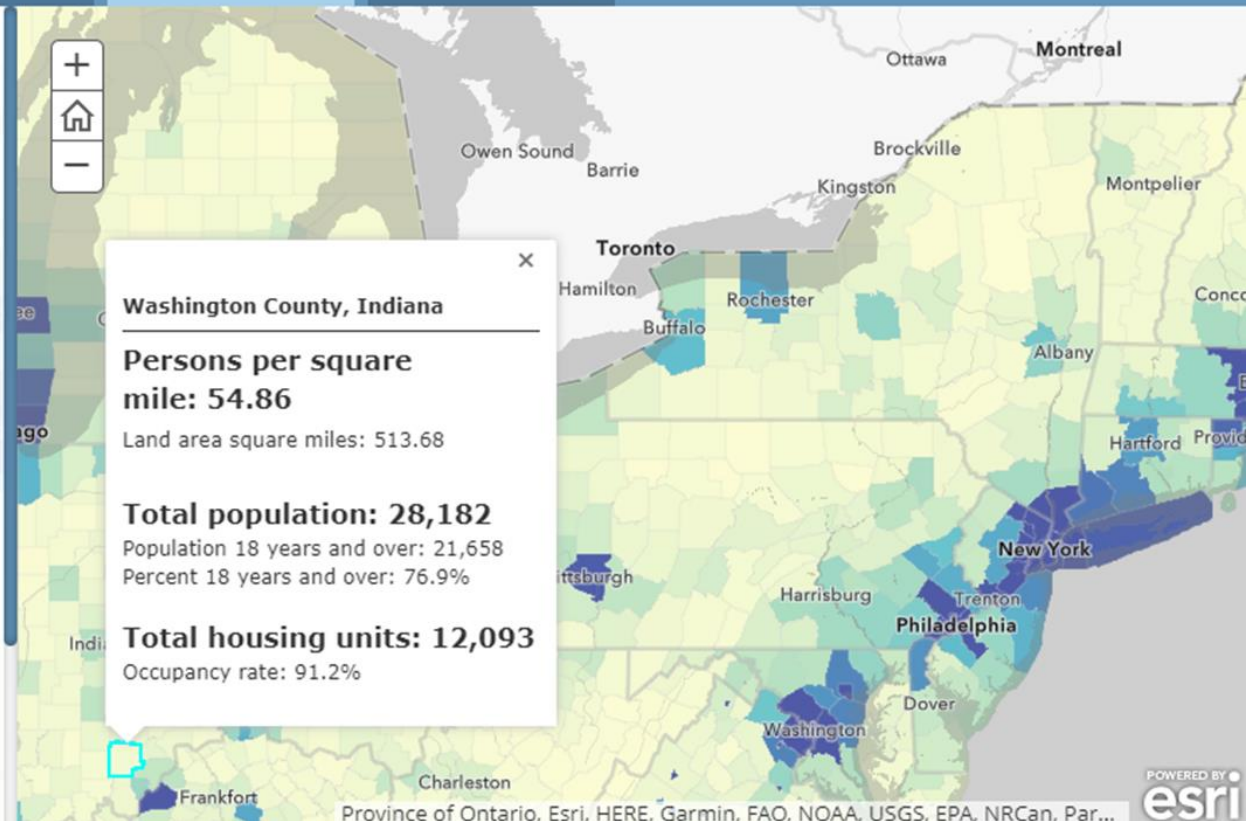 +
−
Ottawa
Montreal
Owen Sound
Barrie
Brockville
Kingston
Montpelier
Toronto
Hamilton
Rochester
Buffalo
Conco
Albany
ee
ago
Hartford
Provid
×
Washington County, Indiana
Persons per square
mile: 54.86
Land area square miles: 513.68
Total population: 28,182
Population 18 years and over: 21,658
Percent 18 years and over: 76.9%
Total housing units: 12,093
Occupancy rate: 91.2%
ittsburgh
New York
Harrisburg
Trenton
Philadelphia
India
Dover
Washington
Charleston
Frankfort
Province of Ontario, Esri, HERE, Garmin, FAO, NOAA, USGS, EPA, NRCan, Par...
POWERED BY
esri